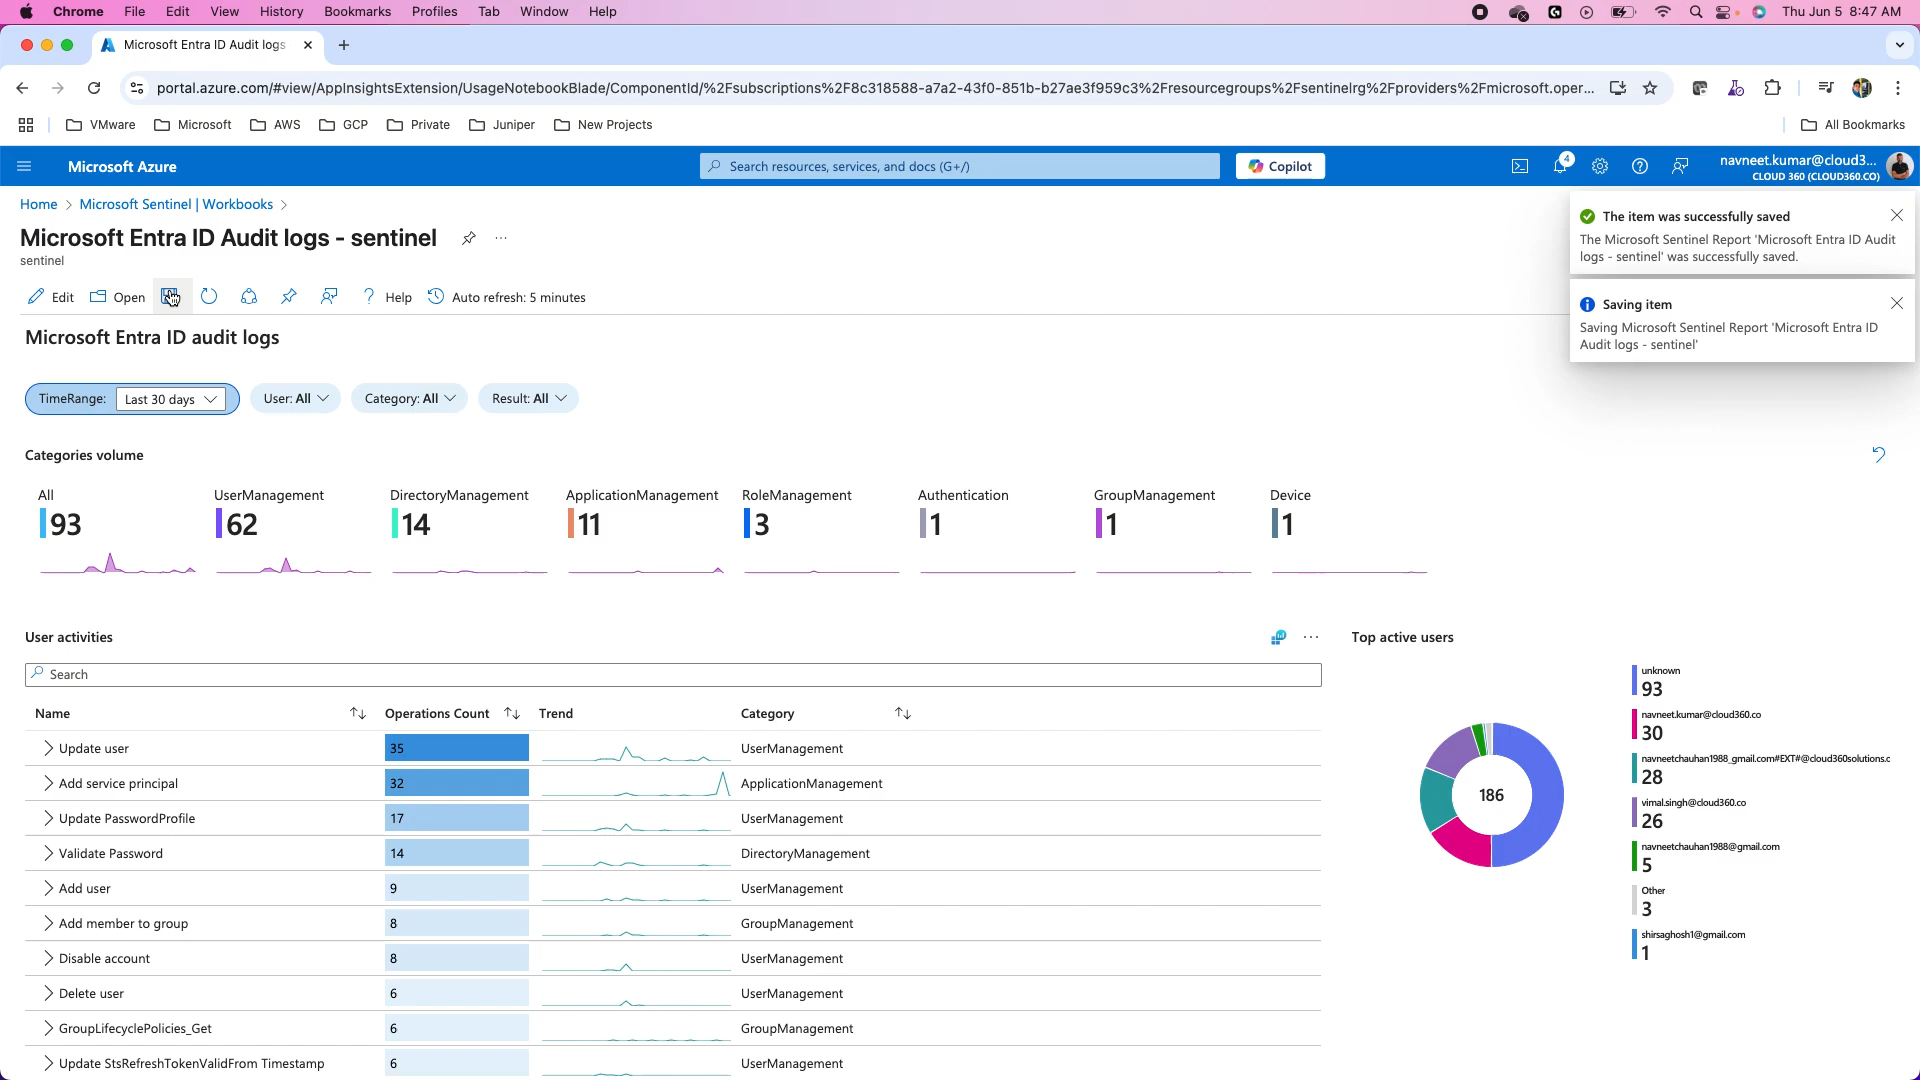 Chrome File Edit View History Bookmarks Profiles Tab Window Help Thu Jun 5 8:47 AM
Microsoft Entra ID Audit logs
portal.azure.com/#view/AppInsightsExtension/UsageNotebookBlade/ComponentId/%2Fsubscriptions%2F8c318588-a7a2-43f0-851b-b27ae3f959c3%2Fresourcegroups%2Fsentinelrg%2Fproviders%2Fmicrosoft.oper...
VMware Microsoft AWS GCP Private Juniper New Projects All Bookmarks
Microsoft Azure Search resources, services, and docs (G+/) Copilot 4 navneet.kumar@cloud3...
CLOUD 360 (CLOUD360.CO)
Home > Microsoft Sentinel | Workbooks >
Microsoft Entra ID Audit logs - sentinel ...
sentinel
The item was successfully saved
The Microsoft Sentinel Report 'Microsoft Entra ID Audit
logs - sentinel' was successfully saved.
Saving item
Saving Microsoft Sentinel Report 'Microsoft Entra ID
Audit logs - sentinel'
Edit Open Help Auto refresh: 5 minutes
Microsoft Entra ID audit logs
TimeRange: Last 30 days User: All Category: All Result: All
Categories volume
All UserManagement DirectoryManagement ApplicationManagement RoleManagement Authentication GroupManagement Device
93 62 14 11 3 1 1 1
User activities ... Top active users
Search
Name Operations Count Trend Category
Update user 35 UserManagement
Add service principal 32 ApplicationManagement
Update PasswordProfile 17 UserManagement
Validate Password 14 DirectoryManagement
Add user 9 UserManagement
Add member to group 8 GroupManagement
Disable account 8 UserManagement
Delete user 6 UserManagement
GroupLifecyclePolicies_Get 6 GroupManagement
Update StsRefreshTokenValidFrom Timestamp 6 UserManagement
186
unknown
93
navneet.kumar@cloud360.co
30
navneetchauhan1988_gmail.com#EXT#@cloud360solutions.c
28
vimal.singh@cloud360.co
26
navneetchauhan1988@gmail.com
5
Other
3
shirsaghosh1@gmail.com
1